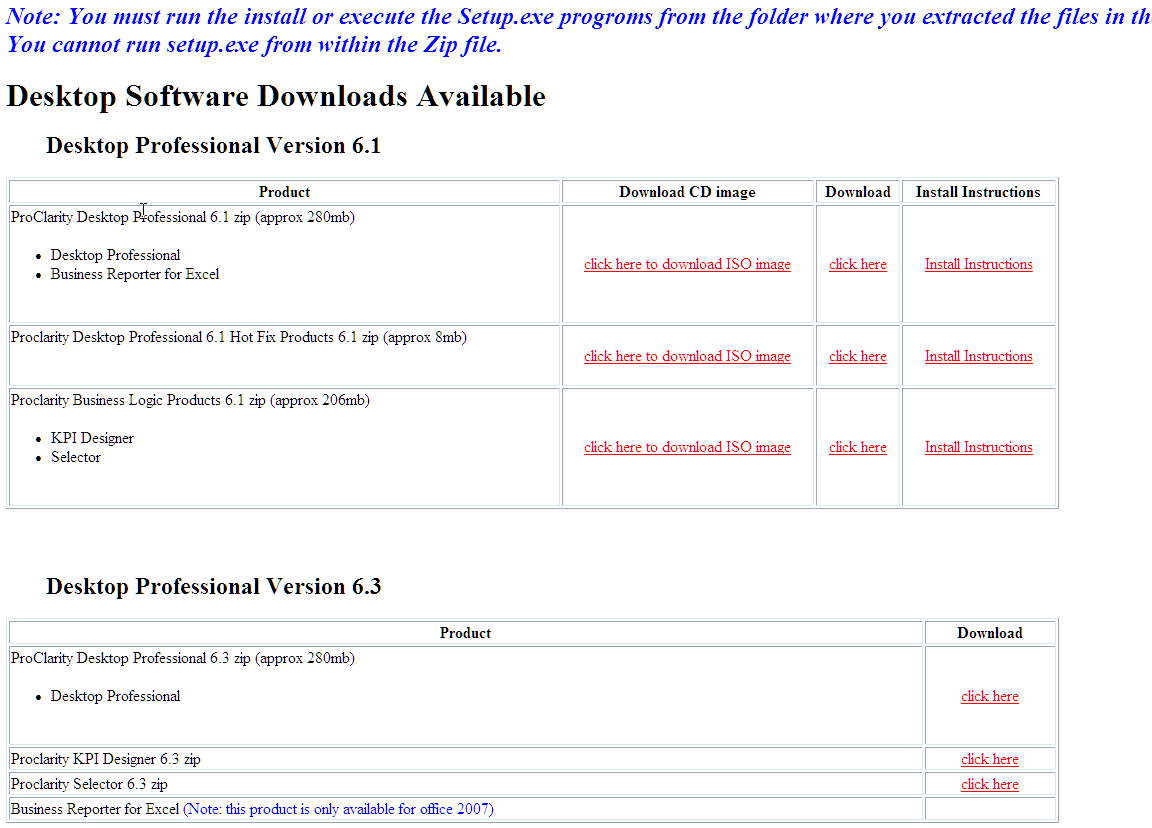 Note: You must run the install or execute the Setup.exe progroms from the folder where you extracted the files in th
You cannot run setup.exe from within the Zip file.
Desktop Software Downloads Available
Desktop Professional Version 6.1
Product Download CD image Download Install Instructions
ProClarity Desktop Professional 6.1 zip (approx 280mb)
• Desktop Professional
• Business Reporter for Excel
click here to download ISO image click here Install Instructions
Proclarity Desktop Professional 6.1 Hot Fix Products 6.1 zip (approx 8mb)
click here to download ISO image click here Install Instructions
Proclarity Business Logic Products 6.1 zip (approx 206mb)
• KPI Designer
• Selector
click here to download ISO image click here Install Instructions
Desktop Professional Version 6.3
Product Download
ProClarity Desktop Professional 6.3 zip (approx 280mb)
• Desktop Professional
click here
Proclarity KPI Designer 6.3 zip click here
Proclarity Selector 6.3 zip click here
Business Reporter for Excel (Note: this product is only available for office 2007)